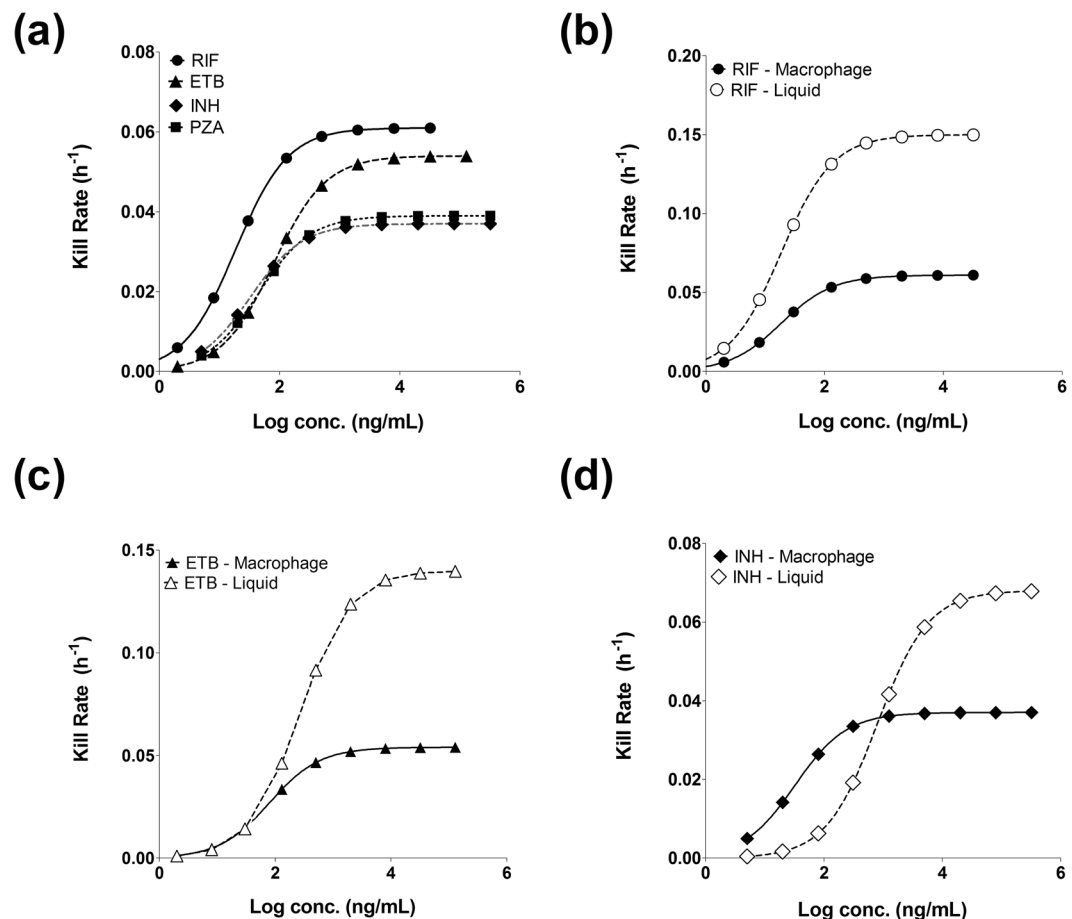 (a)
RIF
ETB
INH
PZA
0.08
0.06
0.04
0.02
0.00
Kill Rate (h-1)
0 2 4 6
Log conc. (ng/mL)
(b)
RIF - Macrophage
RIF - Liquid
0.20
0.15
0.10
0.05
0.00
Kill Rate (h-1)
0 2 4 6
Log conc. (ng/mL)
(c)
ETB - Macrophage
ETB - Liquid
0.15
0.10
0.05
0.00
Kill Rate (h-1)
0 2 4 6
Log conc. (ng/mL)
(d)
INH - Macrophage
INH - Liquid
0.08
0.06
0.04
0.02
0.00
Kill Rate (h-1)
0 2 4 6
Log conc. (ng/mL)